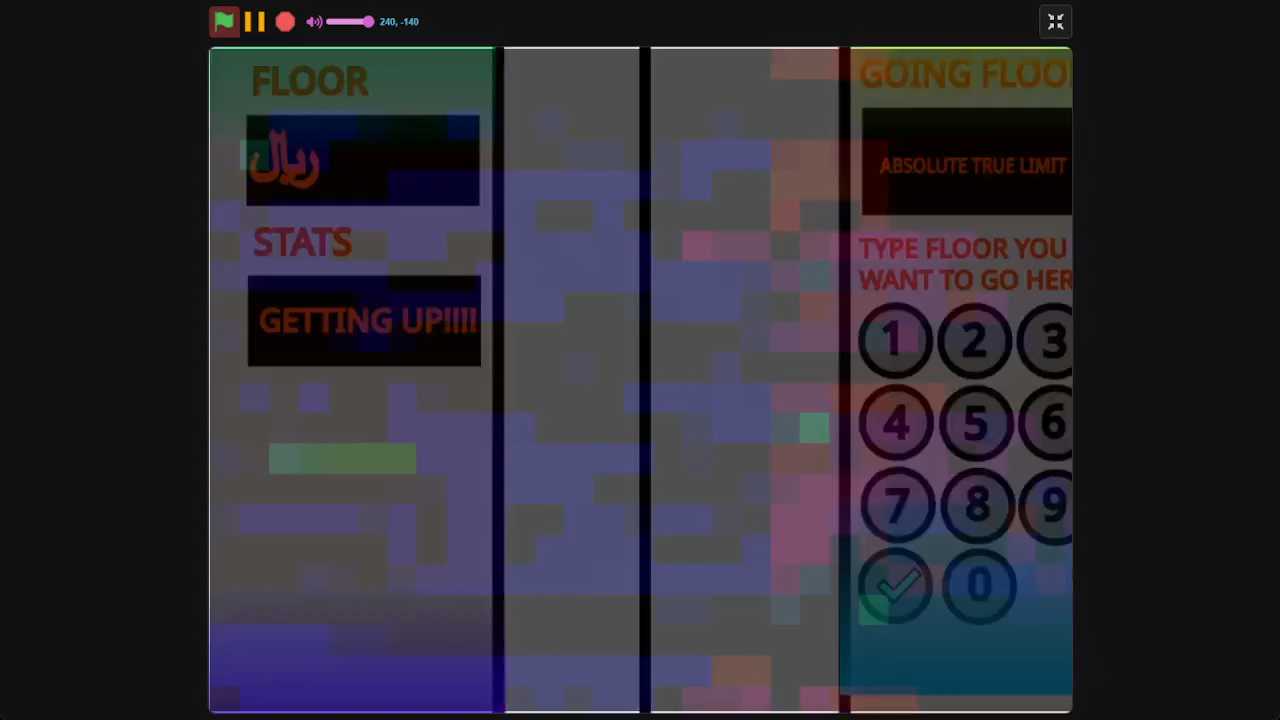 240, -140
FLOOR
ريال
STATS
GETTING UP!!!!
GOING FLOO
ABSOLUTE TRUE LIMIT
TYPE FLOOR YOU
WANT TO GO HER
1 2 3
4 5 6
7 8 9
0